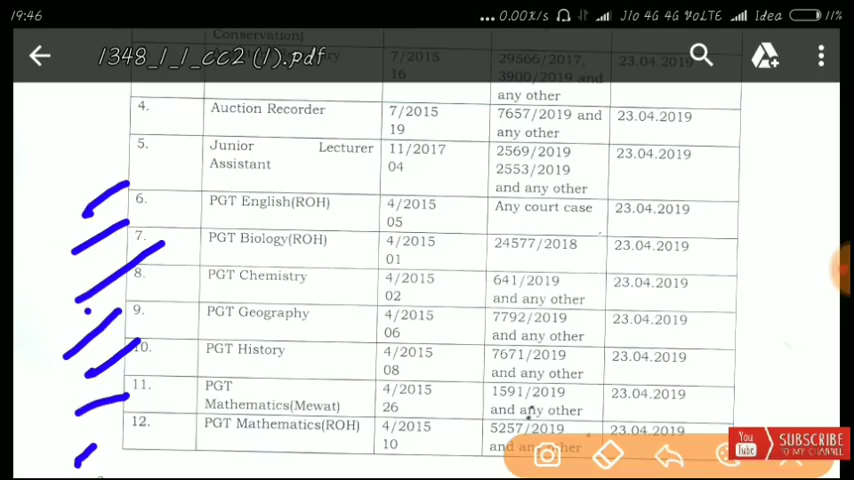 19:46 ... 0.00K/s Jio 4G 4G VoLTE Idea 11%
Conservation)
1348_1_1_cc2 (1).pdf
7/2015 29566/2017, 23.04.2019
16 3900/2019 and
any other
4. Auction Recorder 7/2015 7657/2019 and 23.04.2019
19 any other
5. Junior Lecturer 11/2017 2569/2019 23.04.2019
Assistant 04 2553/2019
and any other
6. PGT English(ROH) 4/2015 Any court case 23.04.2019
05
7. PGT Biology(ROH) 4/2015 24577/2018 23.04.2019
01
8. PGT Chemistry 4/2015 641/2019 23.04.2019
02 and any other
9. PGT Geography 4/2015 7792/2019 23.04.2019
06 and any other
10. PGT History 4/2015 7671/2019 23.04.2019
08 and any other
11. PGT 4/2015 1591/2019 23.04.2019
Mathematics(Mewat) 26 and any other
12. PGT Mathematics(ROH) 4/2015 5257/2019 23.04.2019
10 and any other
You Tube SUBSCRIBE
TO MY CHANNEL